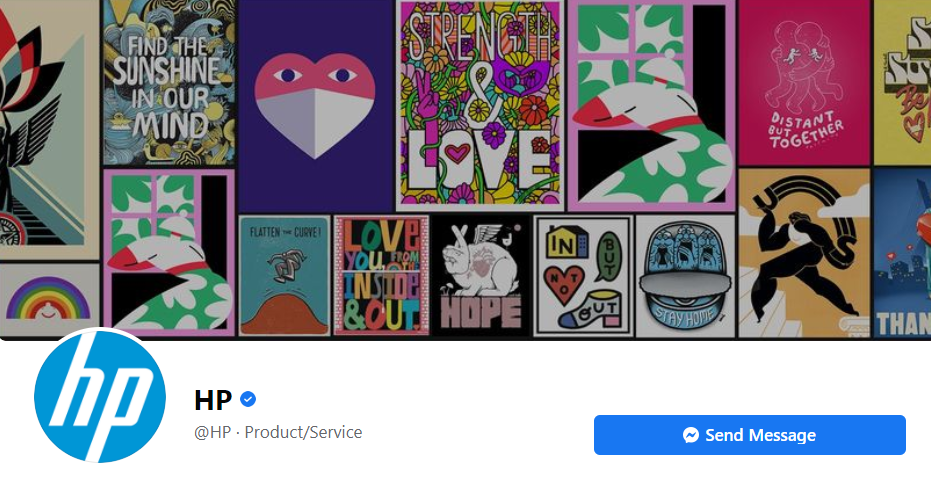 FIND THE
SUNSHINE
IN OUR
MIND
STRENGTH
&
LOVE
DISTANT
BUT
TOGETHER
FLATTEN THE CURVE!
LOVE
YOU FROM
INSIDE
& OUT
HOPE
IN
BUT
NOT
OUT
STAY HOME
THAN
hp
HP
@HP · Product/Service
Send Message